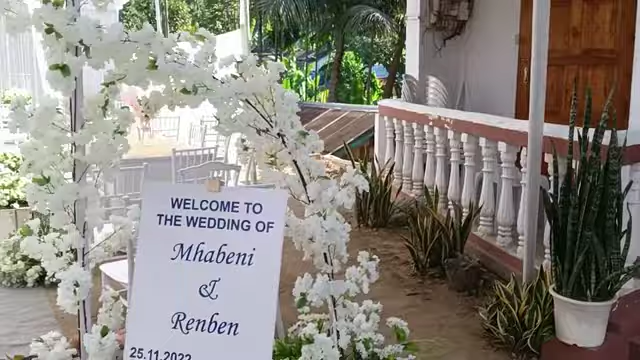 WELCOME TO
THE WEDDING OF
Mhabeni
&
Renben
25.11.2022